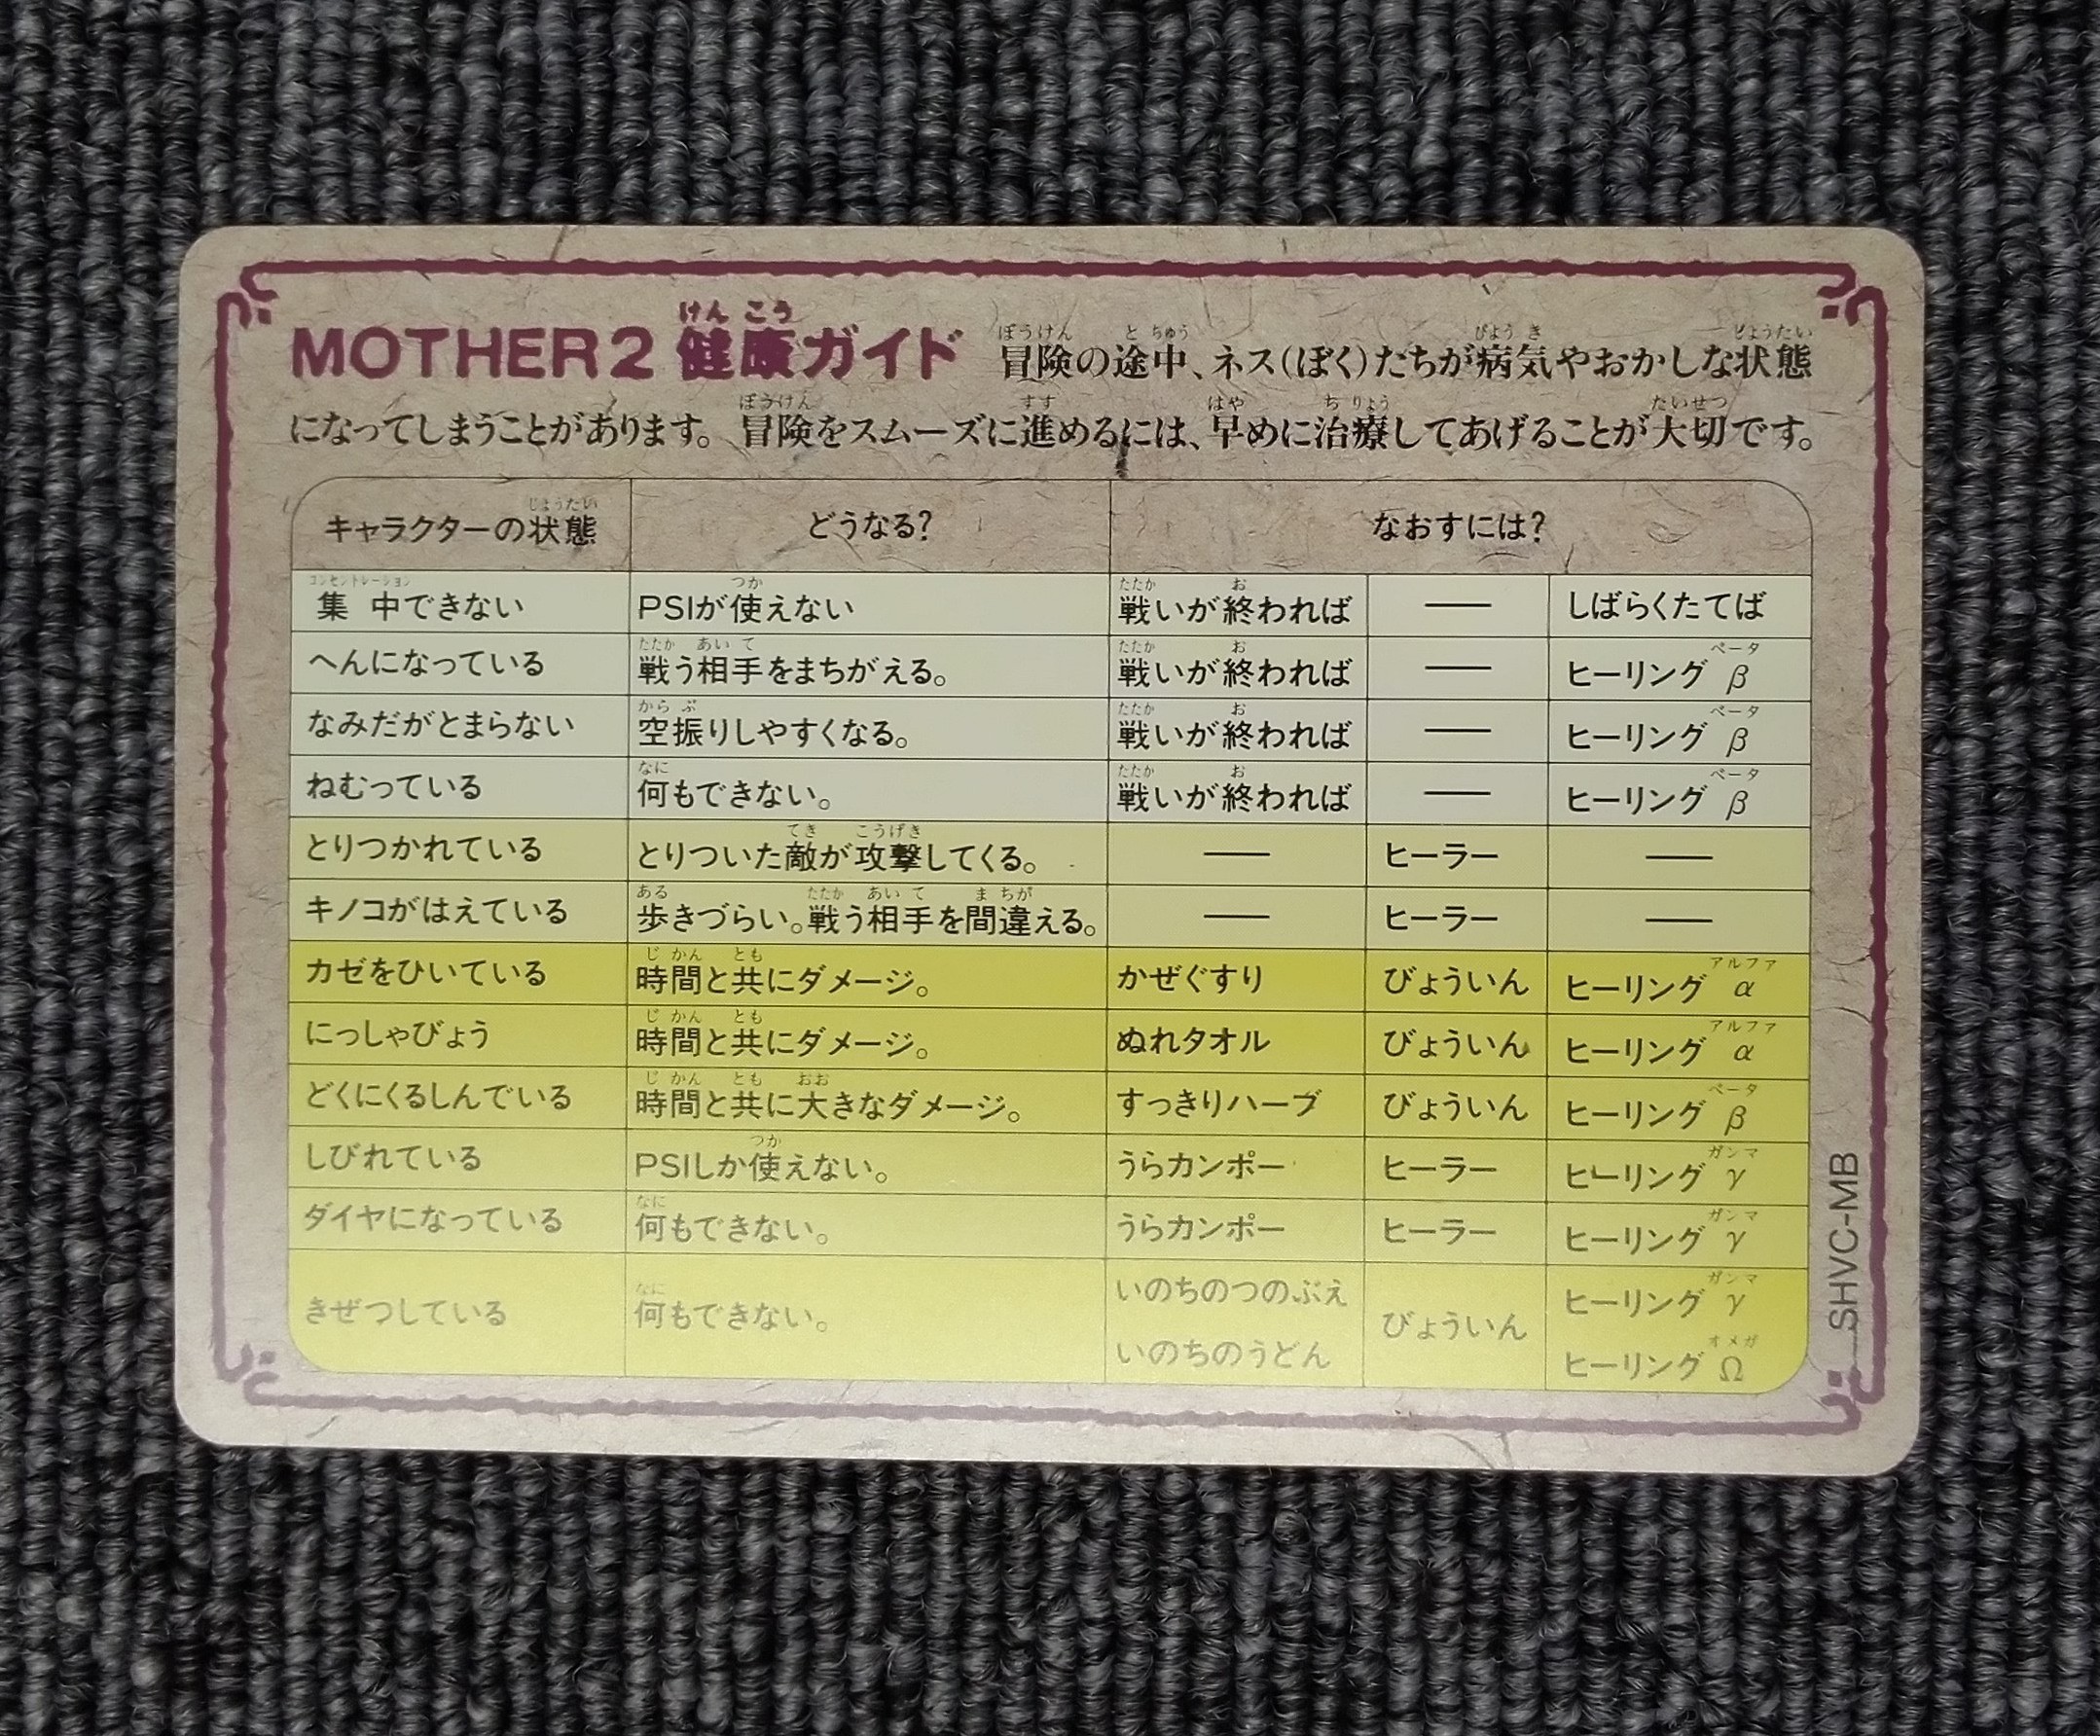 MOTHER2 健康ガイド 冒険の途中、ネス(ぼく)たちが病気やおかしな状態
になってしまうことがあります。冒険をスムーズに進めるには、早めに治療してあげることが大切です。
キャラクターの状態 どうなる? なおすには?
集中できない PSIが使えない 戦いが終われば — しばらくたてば
へんになっている 戦う相手をまちがえる。 戦いが終われば — ヒーリング β
なみだがとまらない 空振りしやすくなる。 戦いが終われば — ヒーリング β
ねむっている 何もできない。 戦いが終われば — ヒーリング β
とりつかれている とりついた敵が攻撃してくる。 — ヒーラー —
キノコがはえている 歩きづらい。戦う相手を間違える。 — ヒーラー —
カゼをひいている 時間と共にダメージ。 かぜぐすり びょういん ヒーリング α
にっしゃびょう 時間と共にダメージ。 ぬれタオル びょういん ヒーリング α
どくにくるしんでいる 時間と共に大きなダメージ。 すっきりハーブ びょういん ヒーリング β
しびれている PSIしか使えない。 うらカンポー ヒーラー ヒーリング γ
ダイヤになっている 何もできない。 うらカンポー ヒーラー ヒーリング γ
きぜつしている 何もできない。 いのちのつのぶえ びょういん ヒーリング γ
いのちのうどん ヒーリング Ω
SHVC-MB